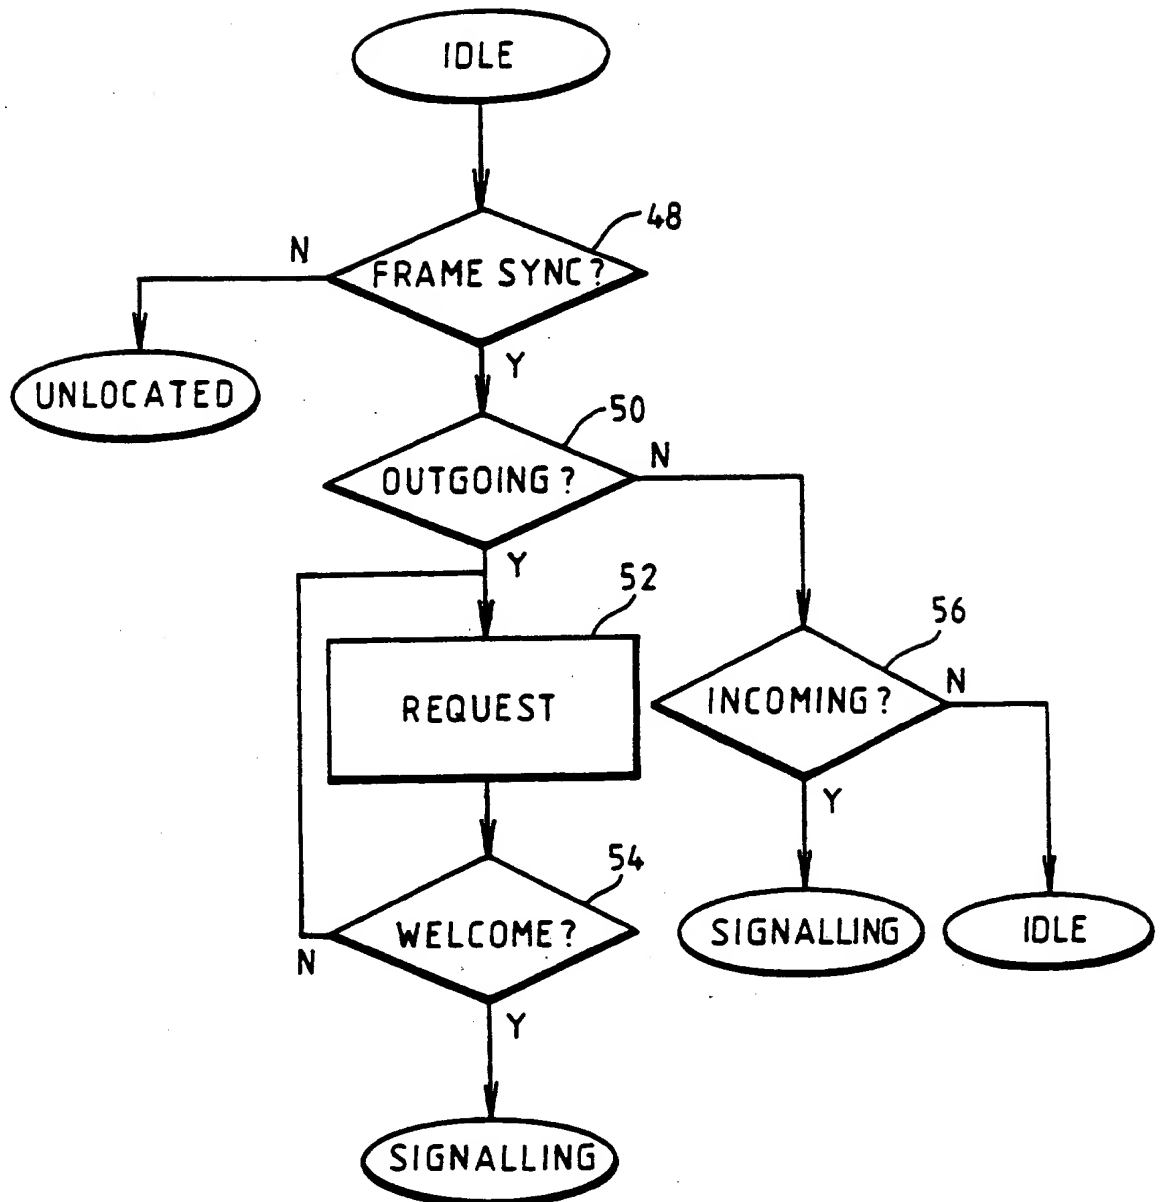 IDLE
48
N
FRAME SYNC?
Y
UNLOCATED
50
N
OUTGOING?
Y
52
56
REQUEST
INCOMING?
N
Y
54
WELCOME?
N
SIGNALLING
IDLE
Y
SIGNALLING